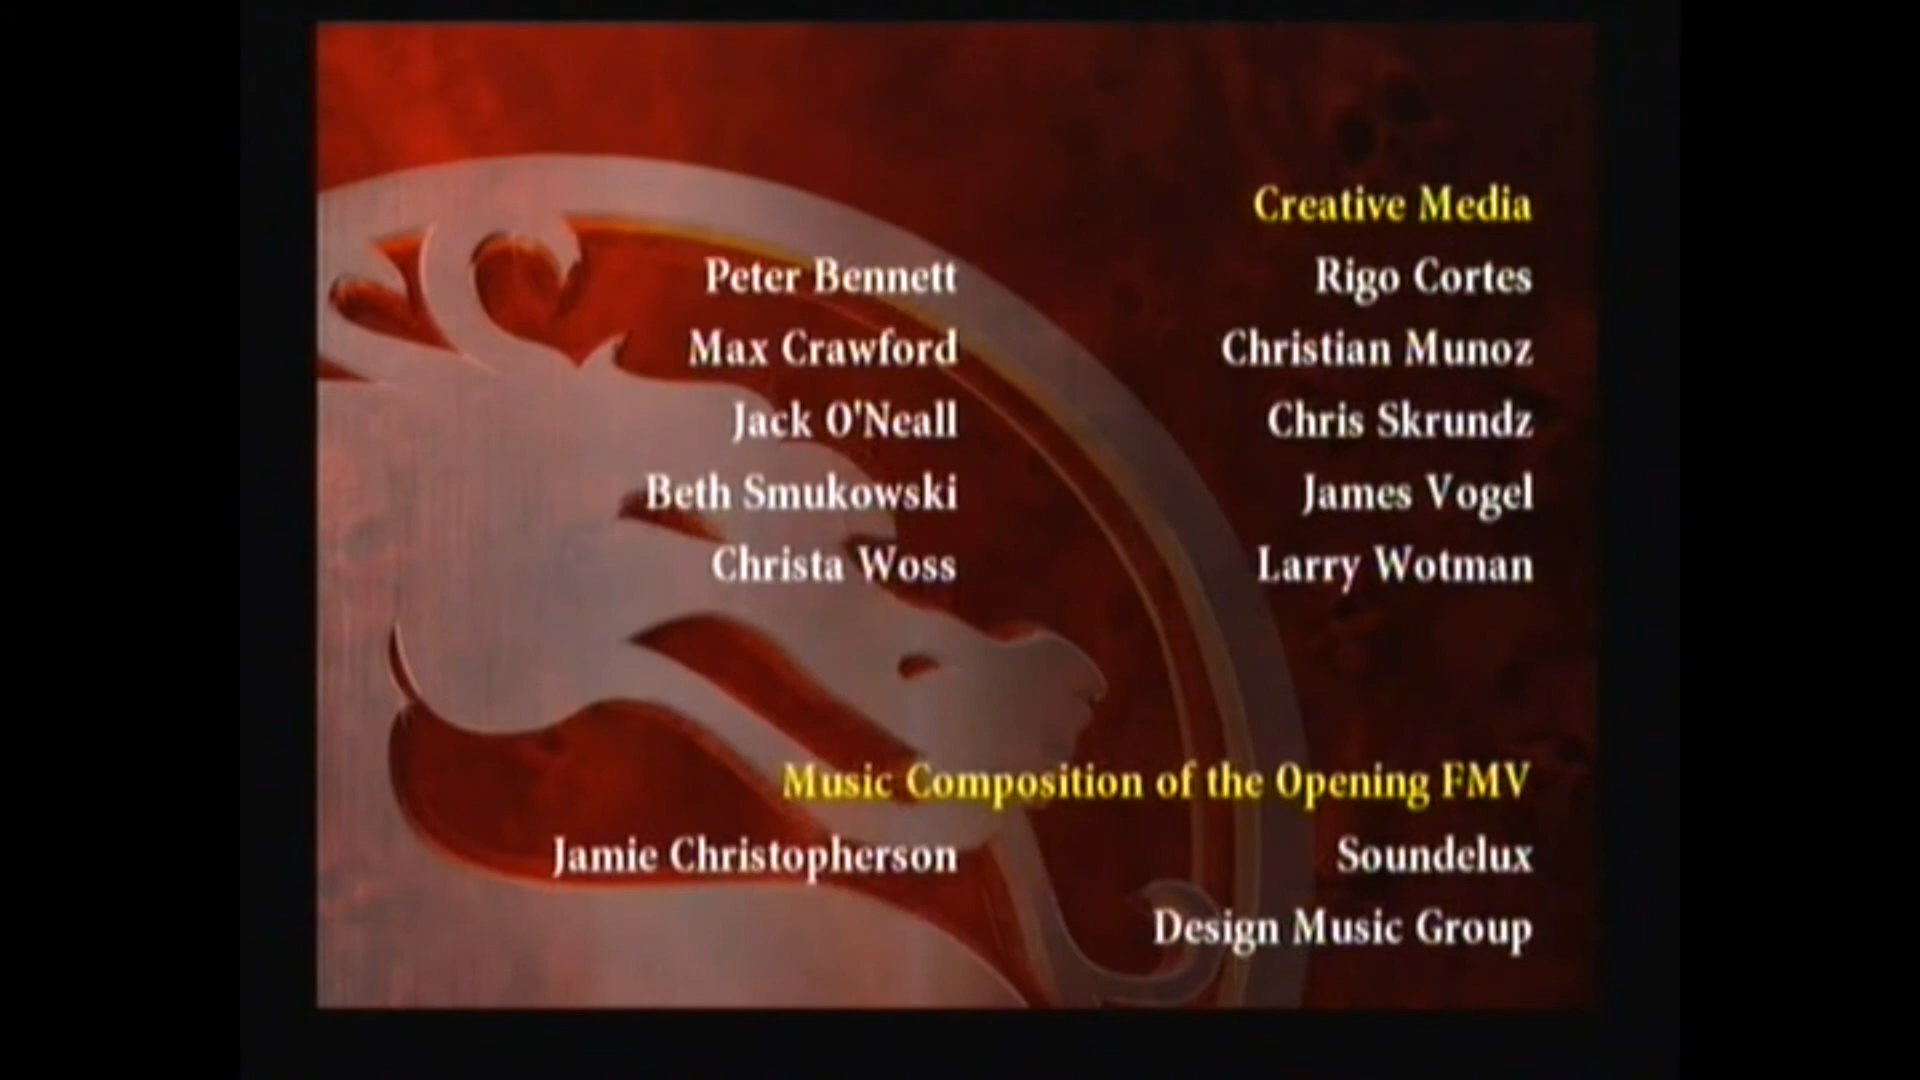 Creative Media
Peter Bennett Rigo Cortes
Max Crawford Christian Munoz
Jack O'Neall Chris Skrundz
Beth Smukowski James Vogel
Christa Woss Larry Wotman
Music Composition of the Opening FMV
Jamie Christopherson Soundelux
Design Music Group